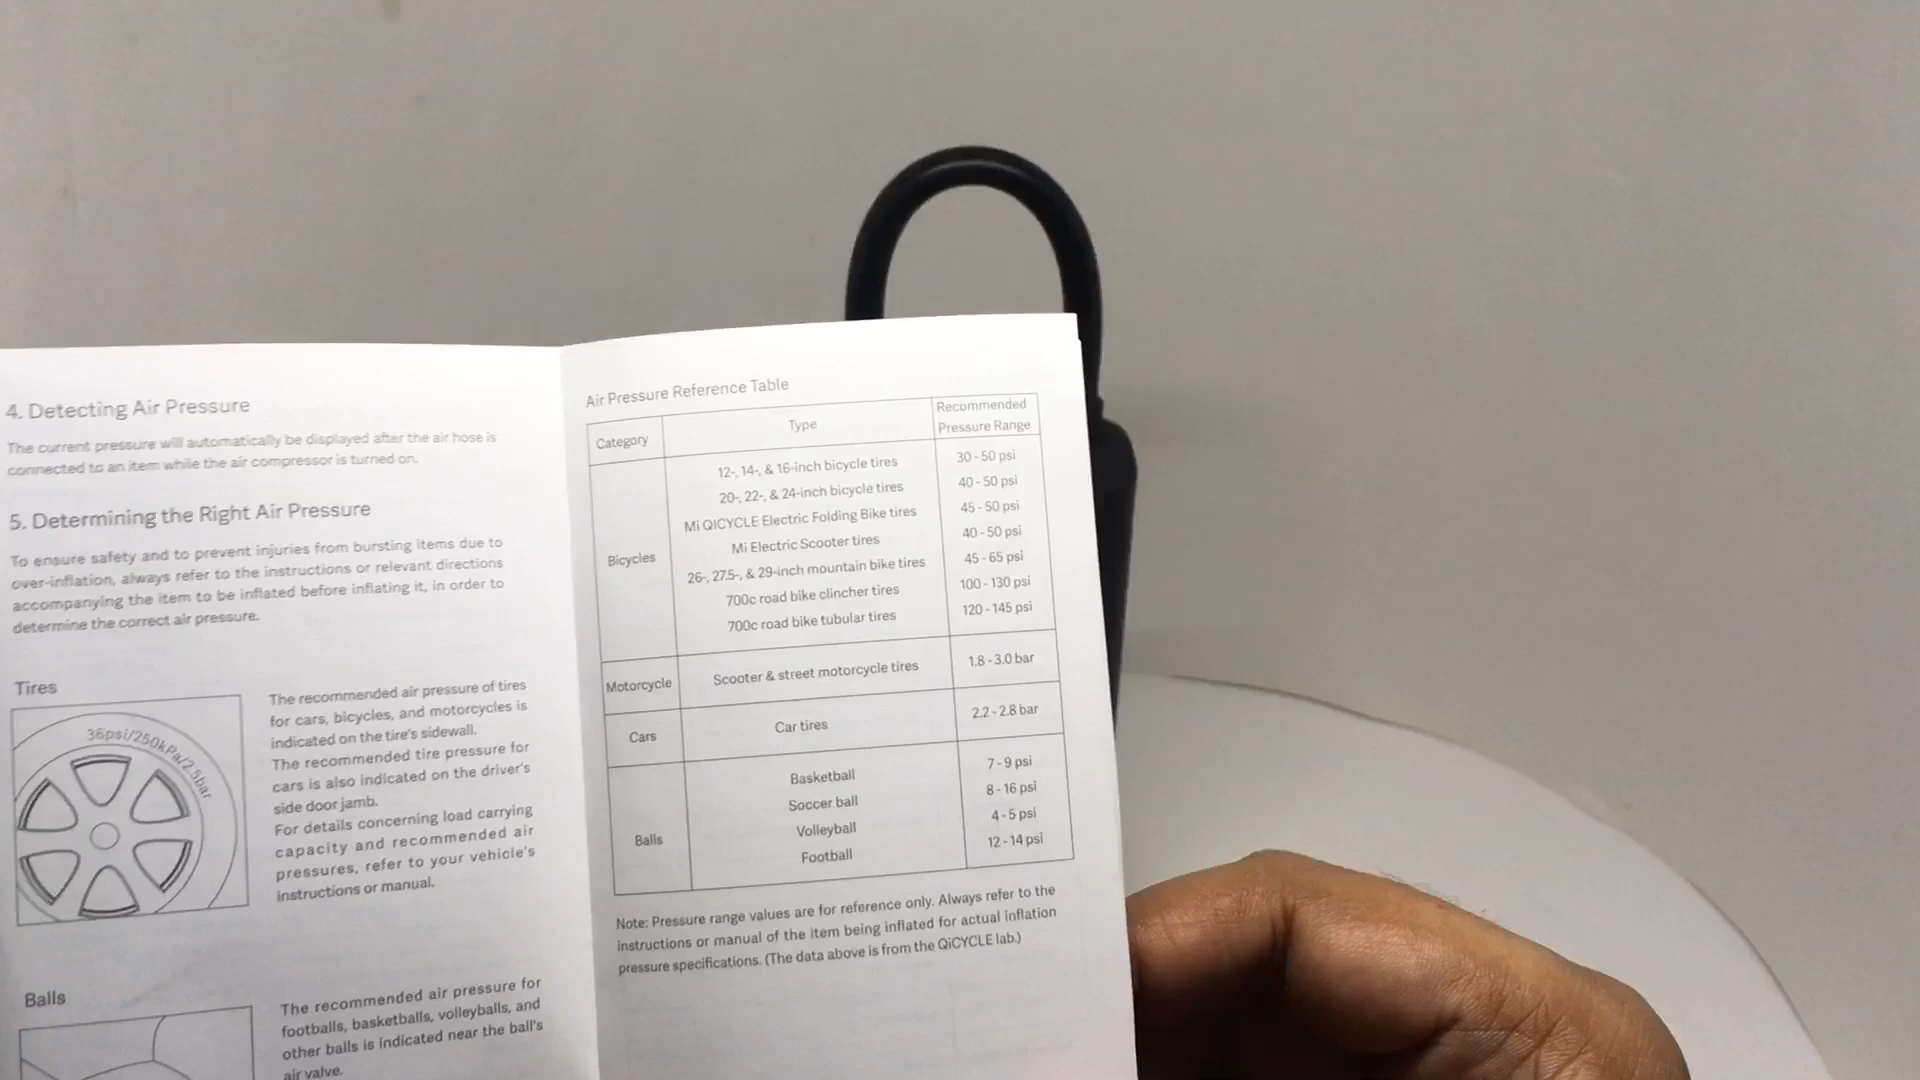 4. Detecting Air Pressure
The current pressure will automatically be displayed after the air hose is
connected to an item while the air compressor is turned on.
5. Determining the Right Air Pressure
To ensure safety and to prevent injuries from bursting items due to
over-inflation, always refer to the instructions or relevant directions
accompanying the item to be inflated before inflating it, in order to
determine the correct air pressure.
Tires
36psi/250kPa/2.5bar
The recommended air pressure of tires
for cars, bicycles, and motorcycles is
indicated on the tire's sidewall.
The recommended tire pressure for
cars is also indicated on the driver's
side door jamb.
For details concerning load carrying
capacity and recommended air
pressures, refer to your vehicle's
instructions or manual.
Balls
The recommended air pressure for
footballs, basketballs, volleyballs, and
other balls is indicated near the ball's
air valve.
Air Pressure Reference Table
Category Type Recommended
Pressure Range
Bicycles
12-, 14-, & 16-inch bicycle tires 30 - 50 psi
20-, 22-, & 24-inch bicycle tires 40 - 50 psi
Mi QICYCLE Electric Folding Bike tires 45 - 50 psi
Mi Electric Scooter tires 40 - 50 psi
26-, 27.5-, & 29-inch mountain bike tires 45 - 65 psi
700c road bike clincher tires 100 - 130 psi
700c road bike tubular tires 120 - 145 psi
Motorcycle Scooter & street motorcycle tires 1.8 - 3.0 bar
Cars Car tires 2.2 - 2.8 bar
Balls
Basketball 7 - 9 psi
Soccer ball 8 - 16 psi
Volleyball 4 - 5 psi
Football 12 - 14 psi
Note: Pressure range values are for reference only. Always refer to the
instructions or manual of the item being inflated for actual inflation
pressure specifications. (The data above is from the QiCYCLE lab.)